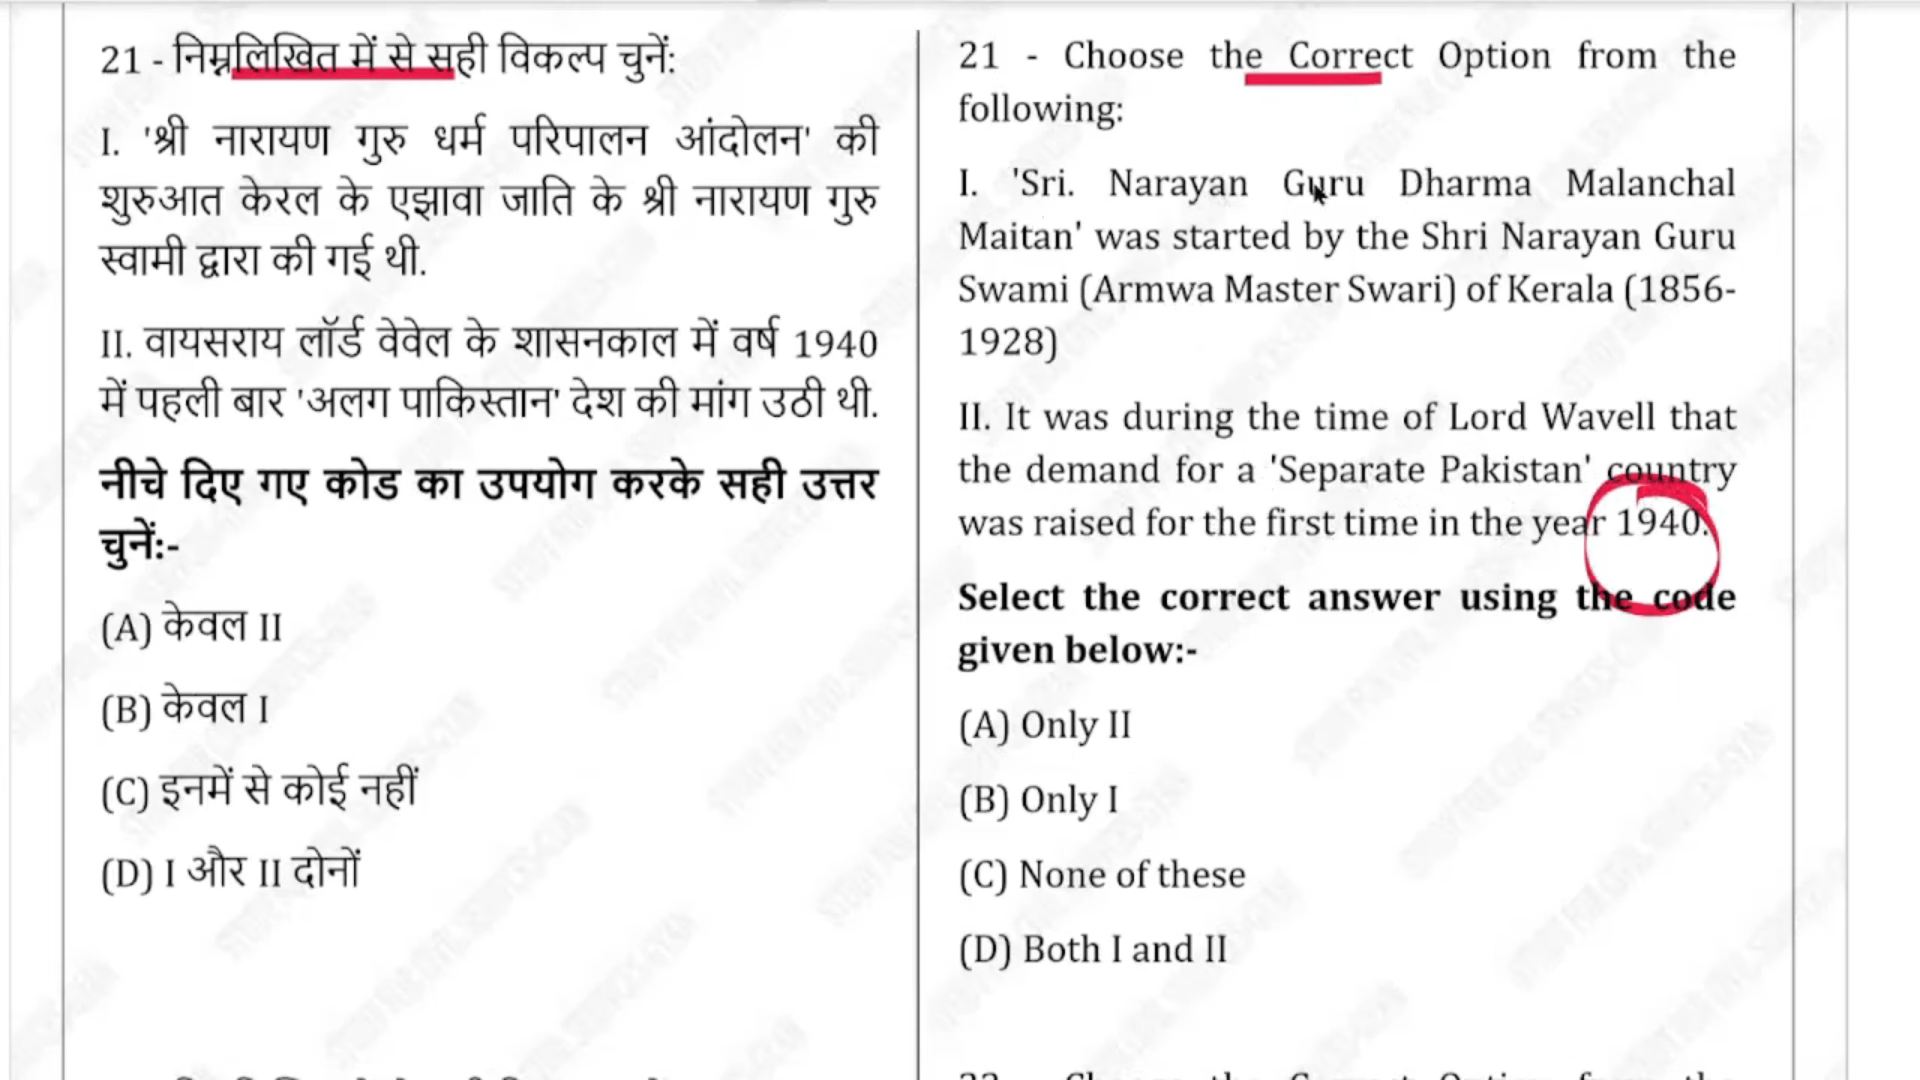 21 - निम्नलिखित में से सही विकल्प चुनें:
I. 'श्री नारायण गुरु धर्म परिपालन आंदोलन' की
शुरुआत केरल के एझावा जाति के श्री नारायण गुरु
स्वामी द्वारा की गई थी.
II. वायसराय लॉर्ड वेवेल के शासनकाल में वर्ष 1940
में पहली बार 'अलग पाकिस्तान' देश की मांग उठी थी.
नीचे दिए गए कोड का उपयोग करके सही उत्तर
चुनें:-
(A) केवल II
(B) केवल I
(C) इनमें से कोई नहीं
(D) I और II दोनों
21 - Choose the Correct Option from the
following:
I. 'Sri. Narayan Guru Dharma Malanchal
Maitan' was started by the Shri Narayan Guru
Swami (Armwa Master Swari) of Kerala (1856-
1928)
II. It was during the time of Lord Wavell that
the demand for a 'Separate Pakistan' country
was raised for the first time in the year 1940.
Select the correct answer using the code
given below:-
(A) Only II
(B) Only I
(C) None of these
(D) Both I and II